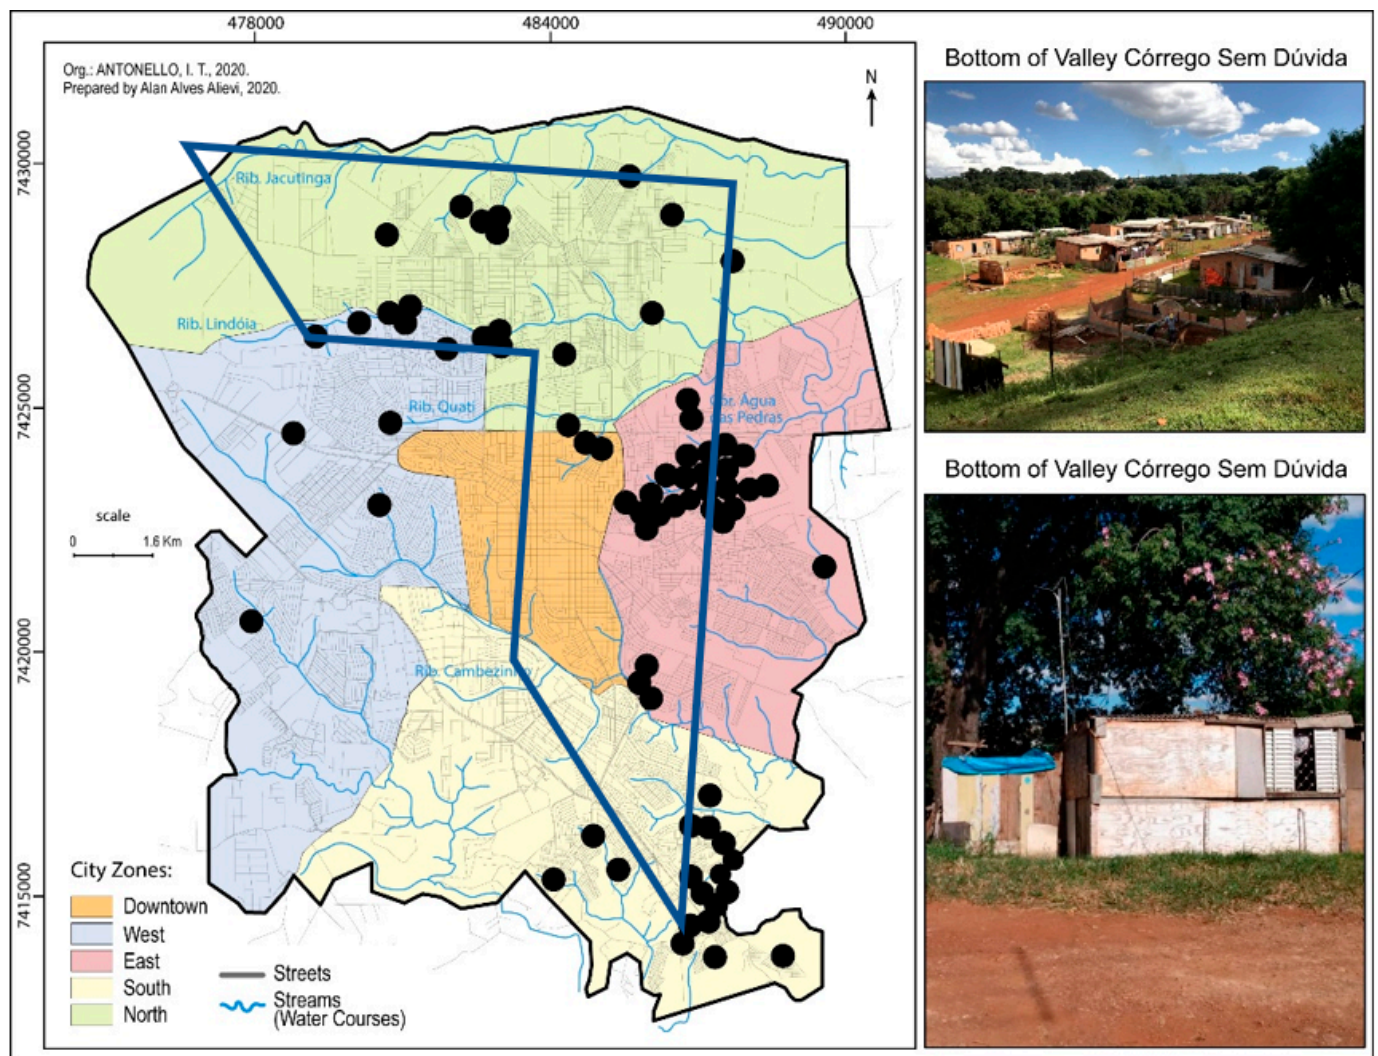 478000
484000
490000
Org.: ANTONELLO, I. T., 2020.
Prepared by Alan Alves Alievi, 2020.
N
7430000
7425000
7420000
7415000
Rib. Jacutinga
Rib. Lindóia
Rib. Quati
Cór. Água
das Pedras
Rib. Cambezinho
scale
0 1.6 Km
City Zones:
Downtown
West
East
South
North
Streets
Streams
(Water Courses)
Bottom of Valley Córrego Sem Dúvida
Bottom of Valley Córrego Sem Dúvida